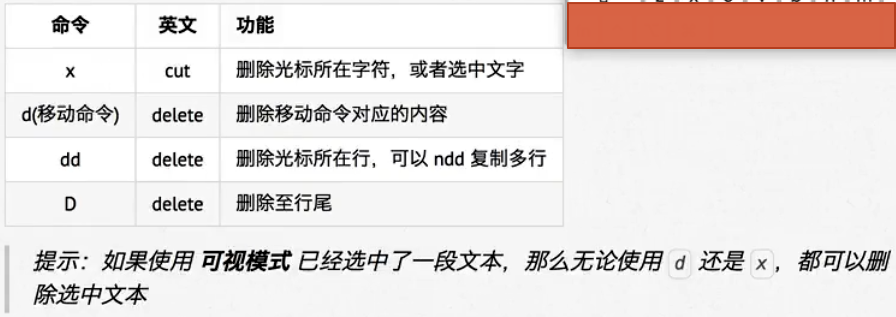 命令 英文 功能
x cut 删除光标所在字符，或者选中文字
d(移动命令) delete 删除移动命令对应的内容
dd delete 删除光标所在行，可以 ndd 复制多行
D delete 删除至行尾
提示：如果使用 可视模式 已经选中了一段文本，那么无论使用 d 还是 x ，都可以删
除选中文本